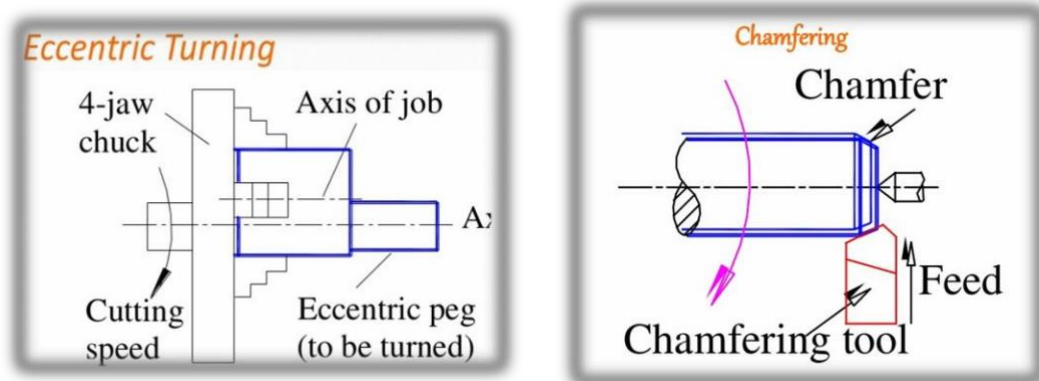 Eccentric Turning
4-jaw
chuck
Axis of job
Cutting
speed
Eccentric peg
(to be turned)
Chamfering
Chamfer
Feed
Chamfering tool